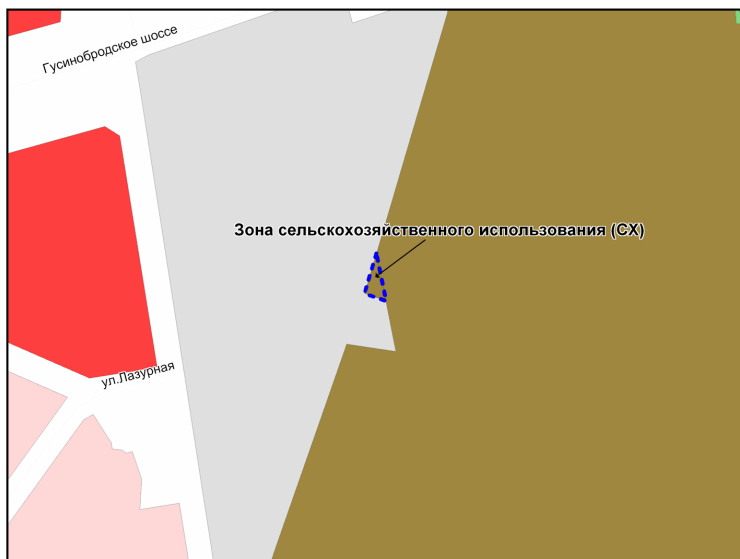 Гусинобродское шоссе
Зона сельскохозяйственного использования (СХ)
ул.Лазурная